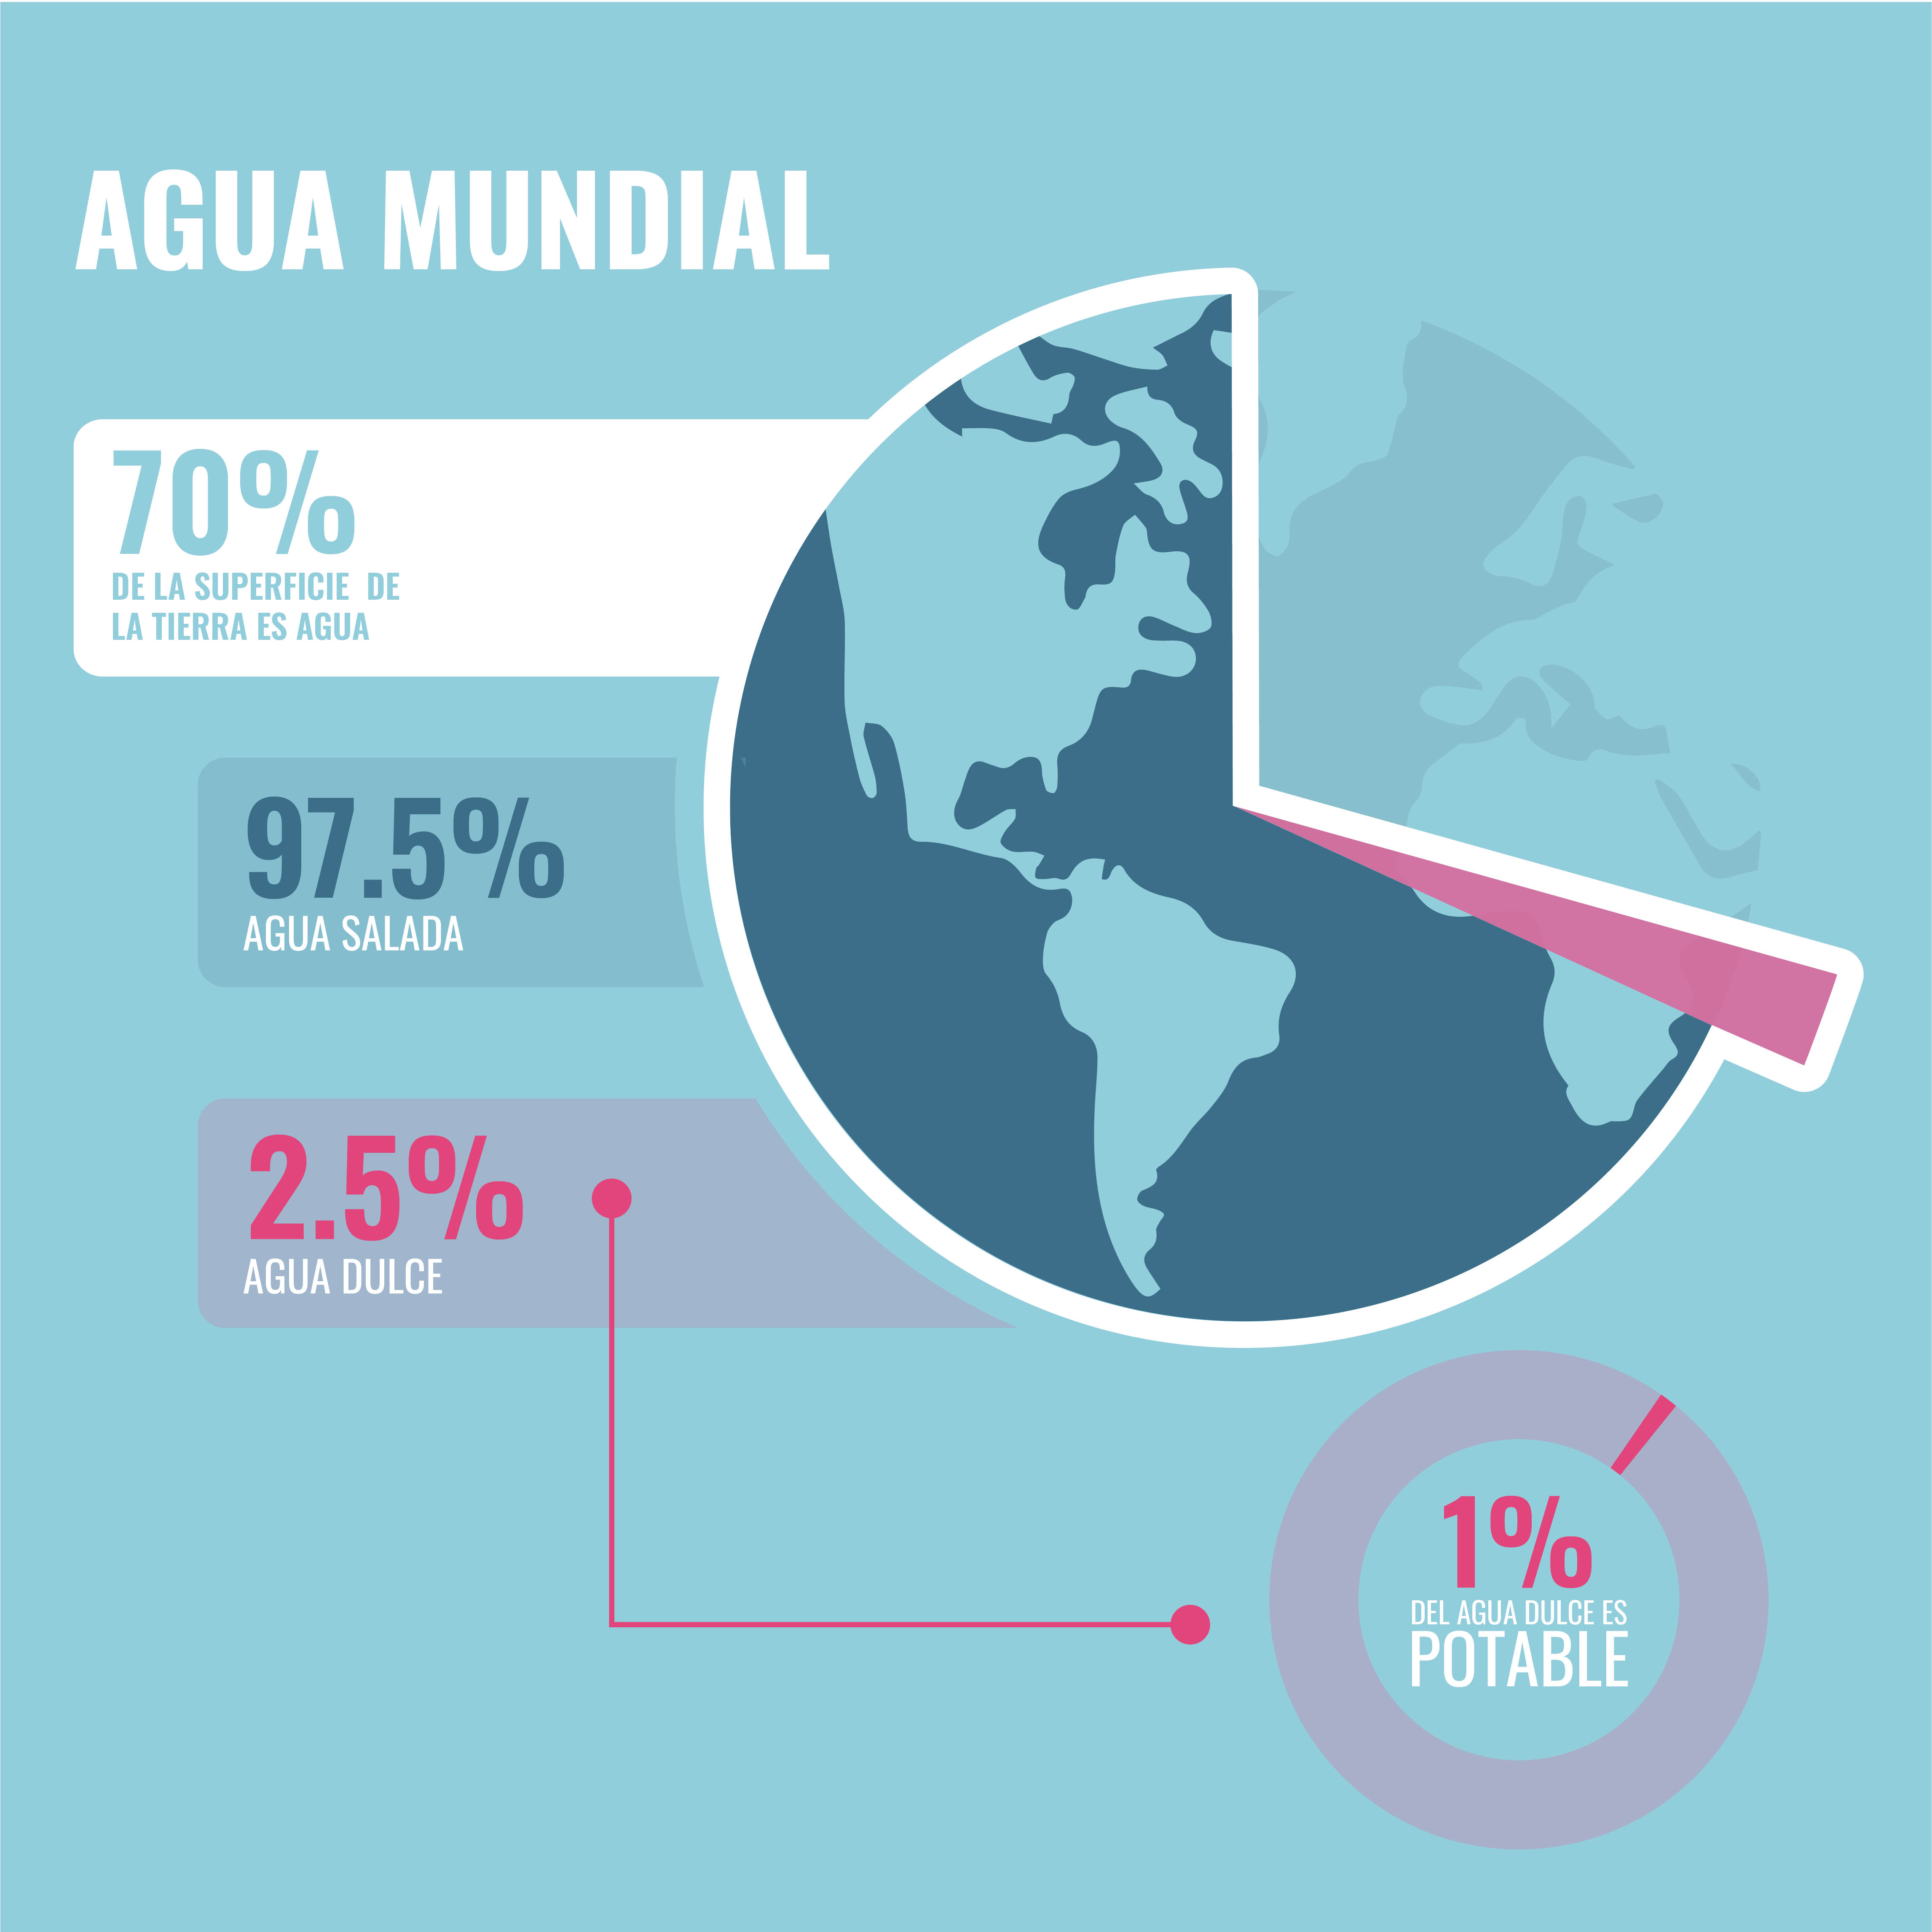 AGUA MUNDIAL
70%
DE LA SUPERFICIE DE
LA TIERRA ES AGUA
97.5%
AGUA SALADA
2.5%
AGUA DULCE
1%
DEL AGUA DULCE ES
POTABLE